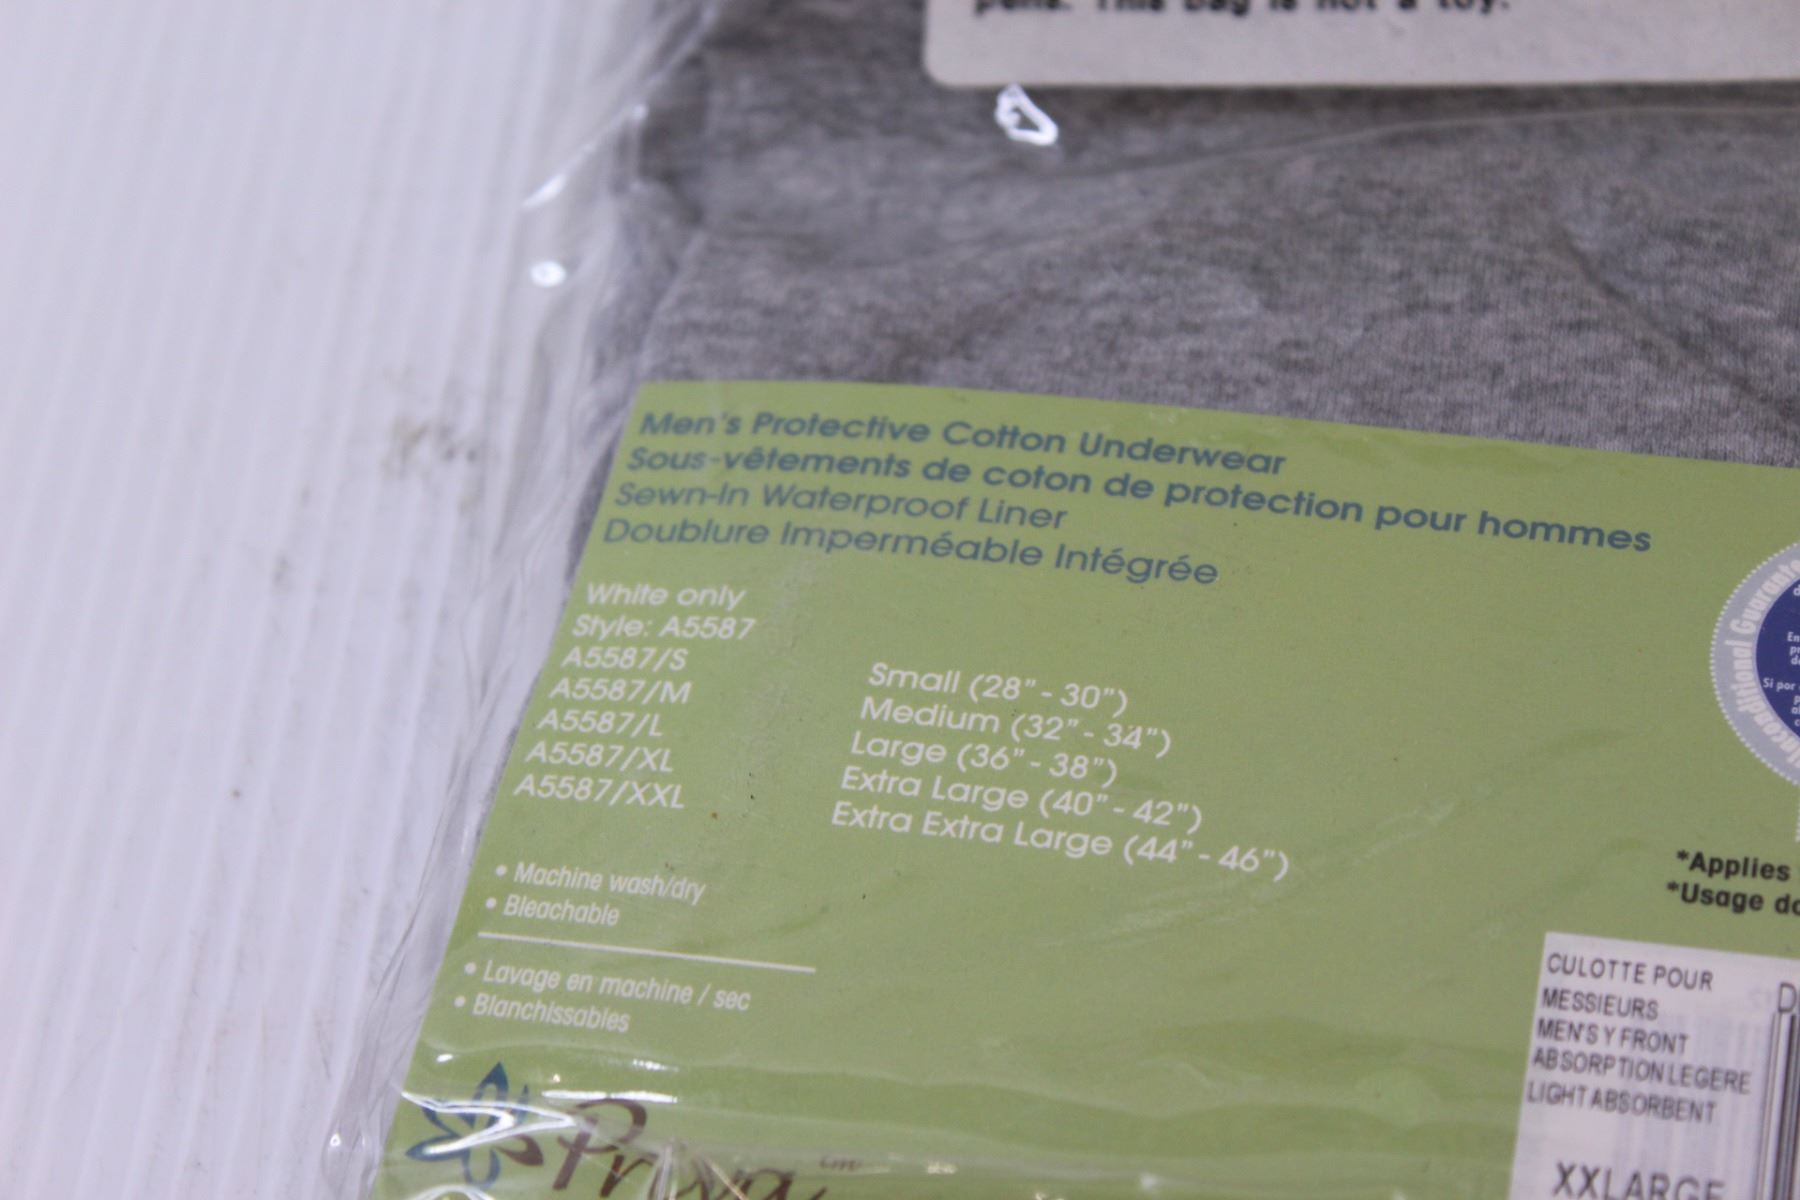 This bag is not a toy.
Men's Protective Cotton Underwear
Sous-vêtements de coton de protection pour hommes
Sewn-In Waterproof Liner
Doublure Imperméable Intégrée
White only
Style: A5587
A5587/S Small (28" - 30")
A5587/M Medium (32" - 34")
A5587/L Large (36" - 38")
A5587/XL Extra Large (40" - 42")
A5587/XXL Extra Extra Large (44" - 46")
• Machine wash/dry
• Bleachable
• Lavage en machine / sec
• Blanchissables
*Applies
*Usage
CULOTTE POUR
MESSIEURS
MEN'S Y FRONT
ABSORPTION LEGERE
LIGHT ABSORBENT
XXLARGE